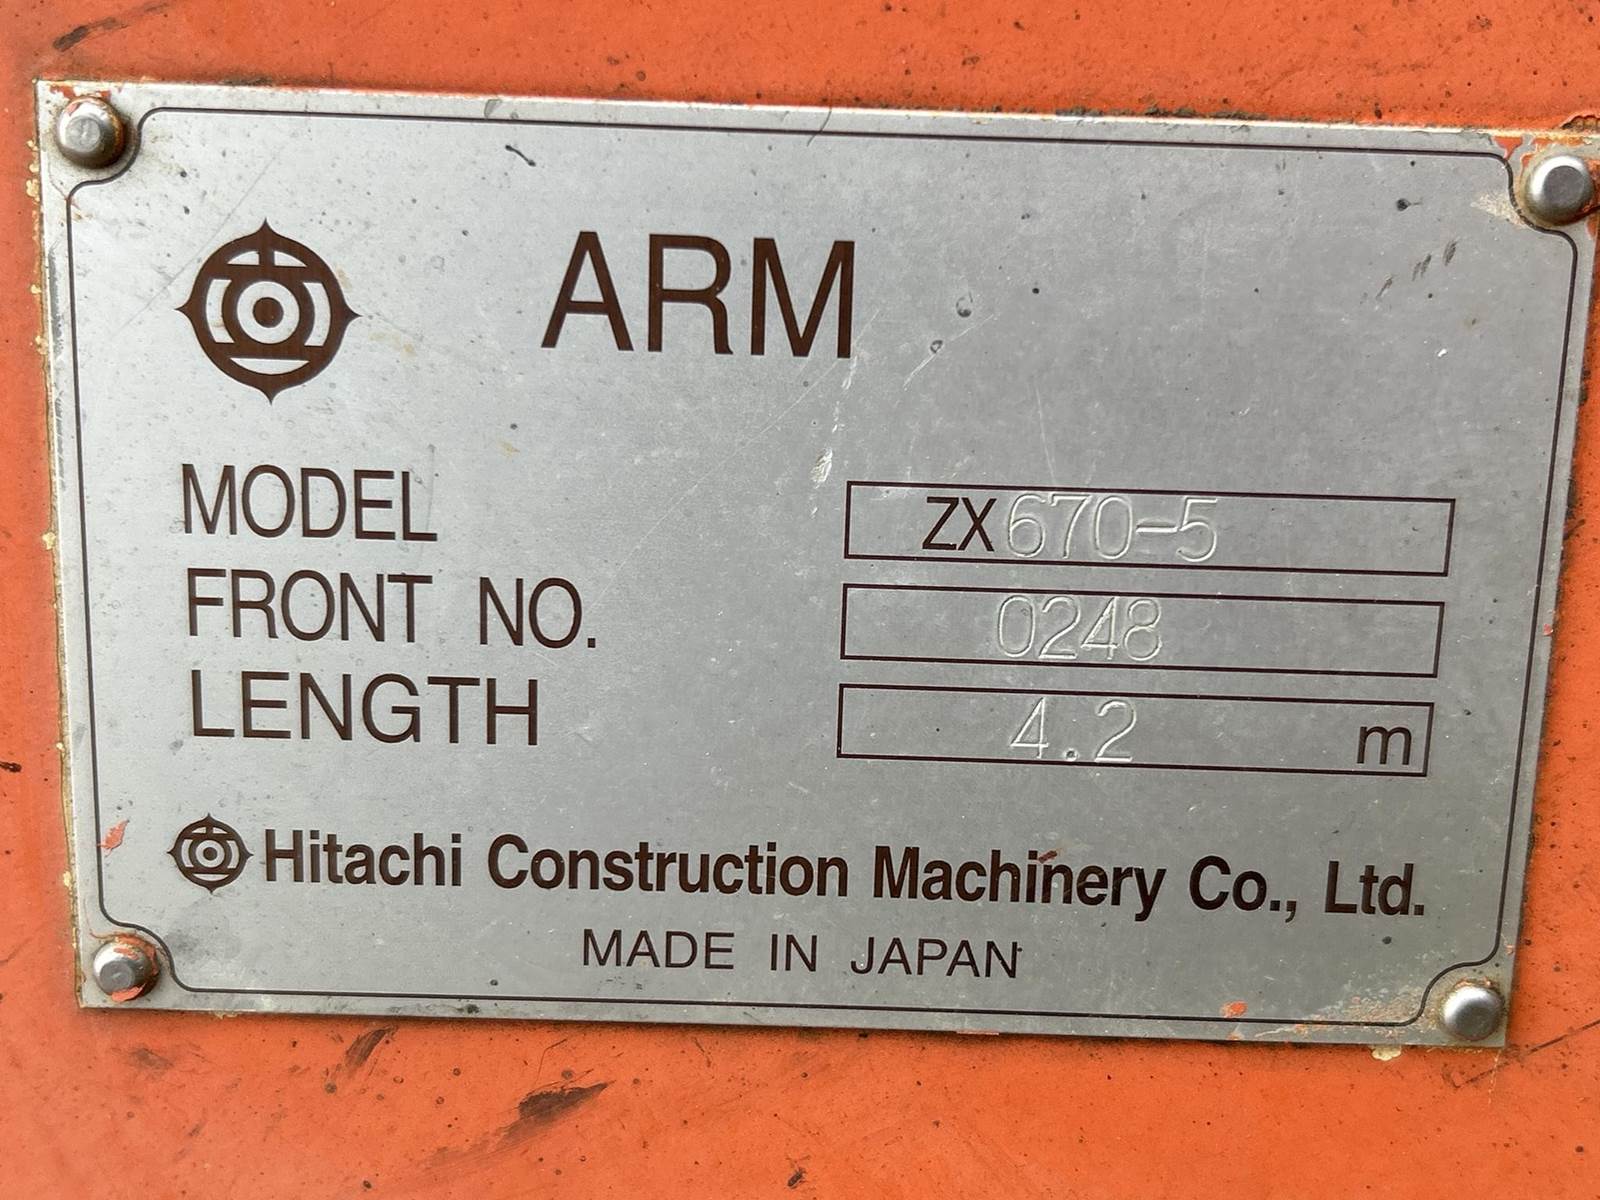 ARM
MODEL ZX670-5
FRONT NO. 0248
LENGTH 4.2 m
Hitachi Construction Machinery Co., Ltd.
MADE IN JAPAN